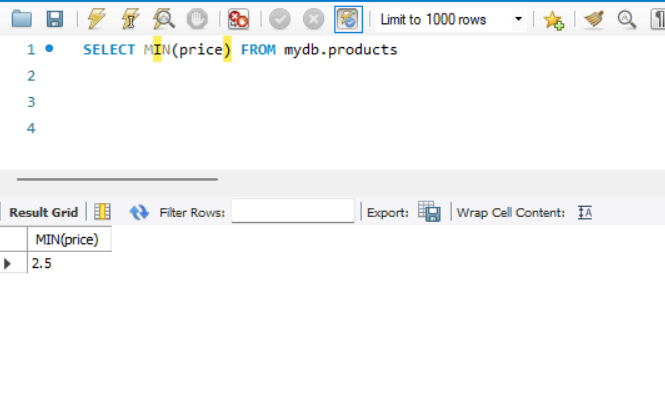 Limit to 1000 rows
1 SELECT MIN(price) FROM mydb.products
2
3
4
Result Grid Filter Rows: Export: Wrap Cell Content:
MIN(price)
2.5